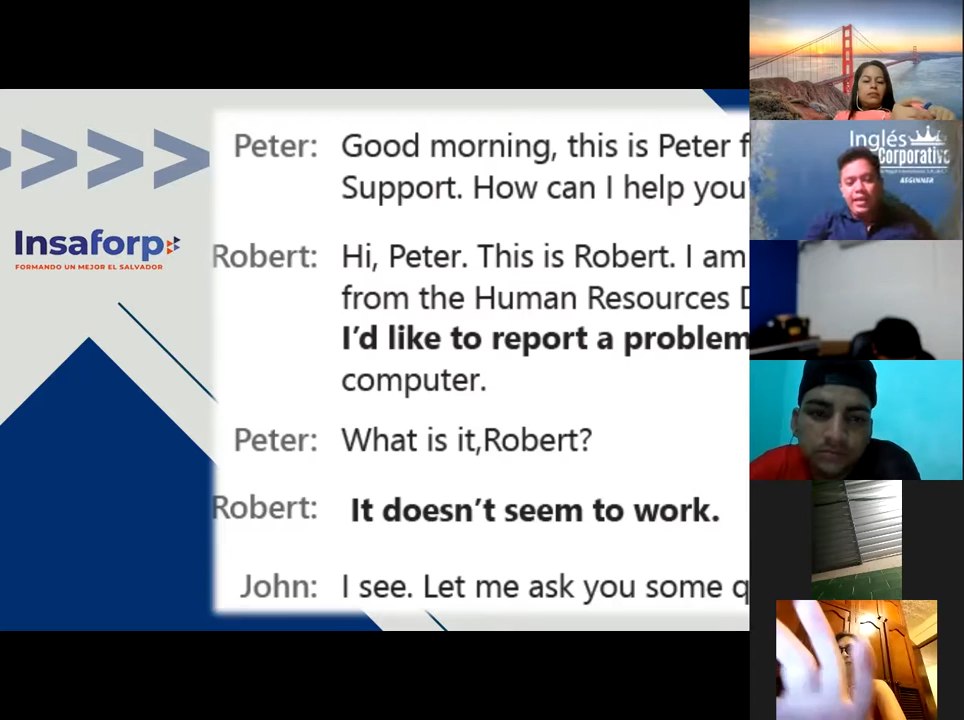 Peter: Good morning, this is Peter f
Support. How can I help you
Robert: Hi, Peter. This is Robert. I am
from the Human Resources D
I'd like to report a problem
computer.
Peter: What is it,Robert?
Robert: It doesn't seem to work.
John: I see. Let me ask you some q
>>>>
Insaforp
FORMANDO UN MEJOR EL SALVADOR
Inglés
Corporativo
BEGINNER